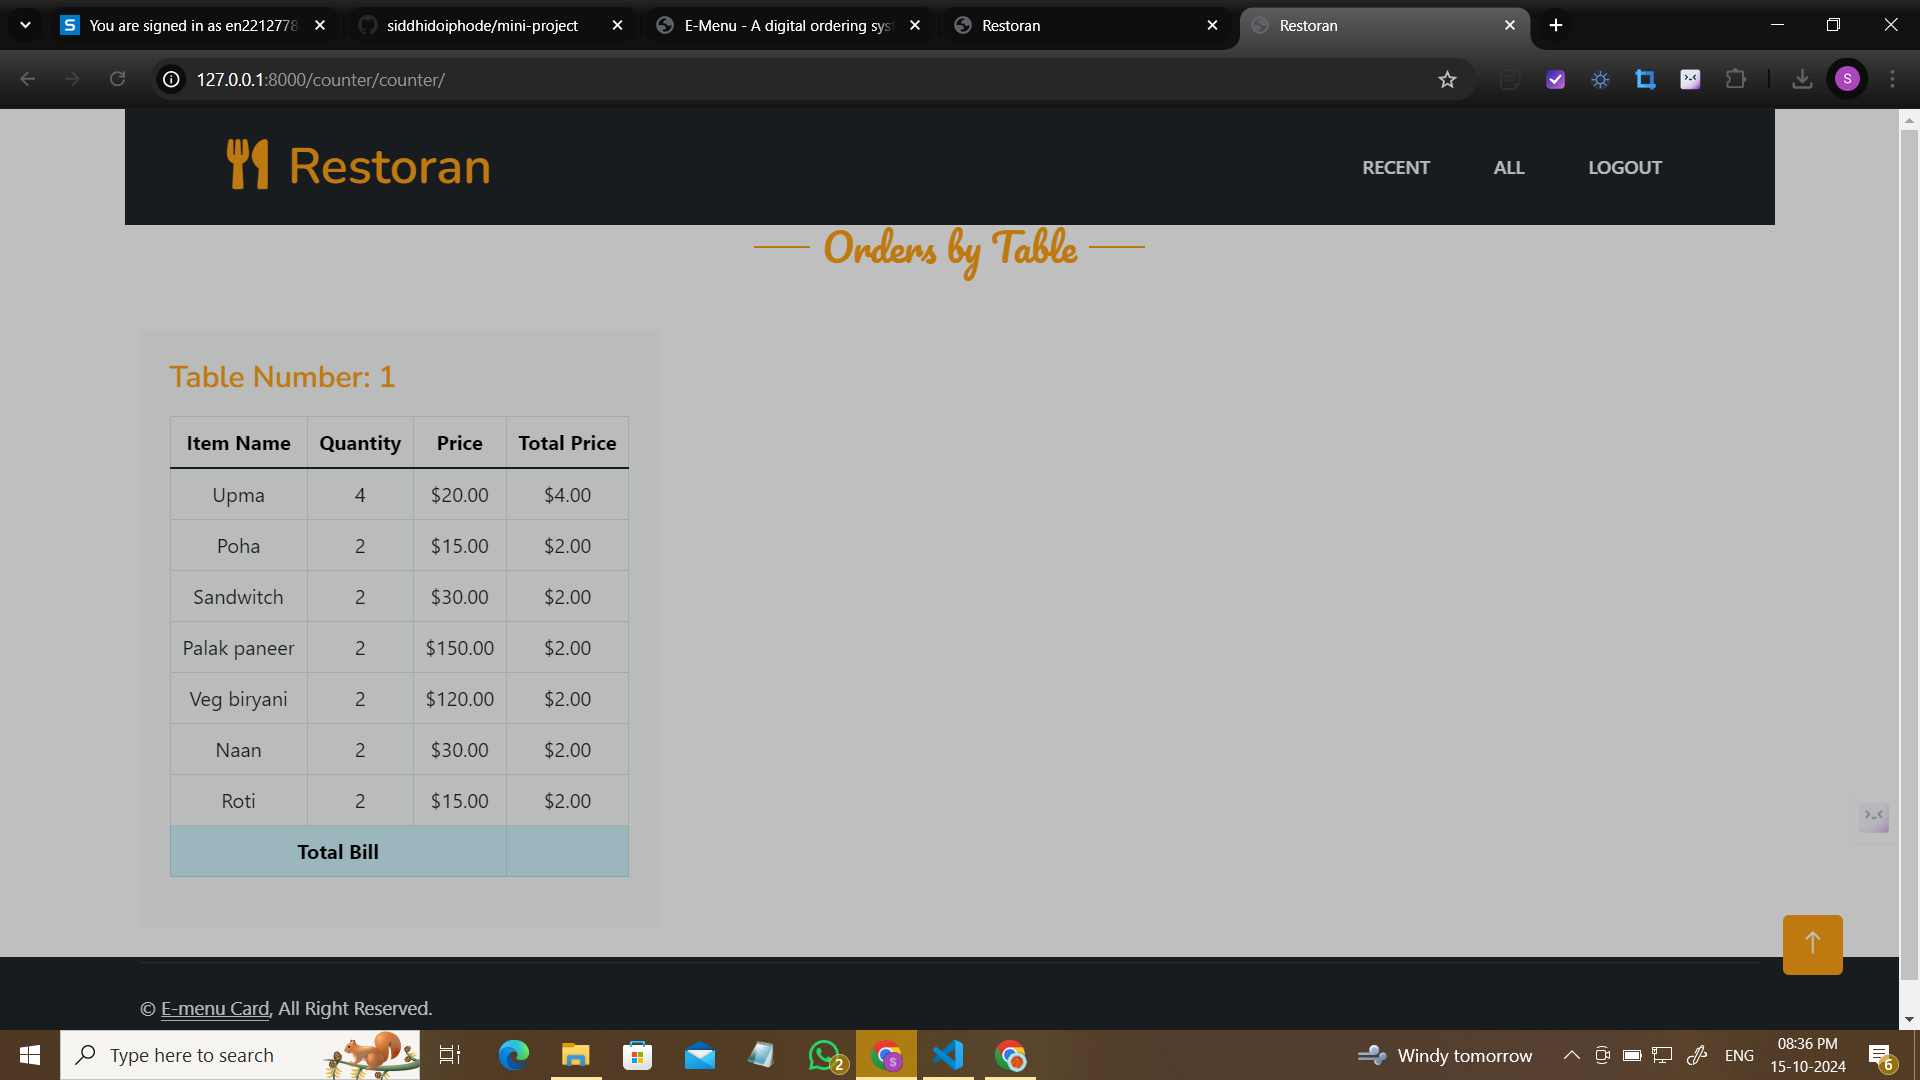 You are signed in as en2212778
siddhidoiphode/mini-project
E-Menu - A digital ordering sys
Restoran
Restoran
127.0.0.1:8000/counter/counter/
S
Restoran
RECENT
ALL
LOGOUT
Orders by Table
Table Number: 1
Item Name Quantity Price Total Price
Upma 4 $20.00 $4.00
Poha 2 $15.00 $2.00
Sandwitch 2 $30.00 $2.00
Palak paneer 2 $150.00 $2.00
Veg biryani 2 $120.00 $2.00
Naan 2 $30.00 $2.00
Roti 2 $15.00 $2.00
Total Bill
© E-menu Card, All Right Reserved.
Type here to search
2
S
Windy tomorrow
ENG
08:36 PM
15-10-2024
6